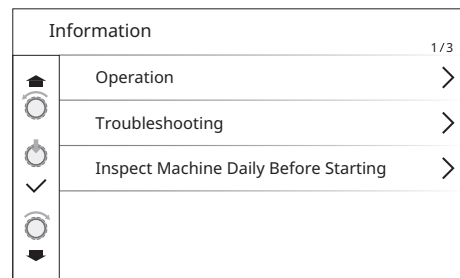 Information
1/3
Operation
Troubleshooting
Inspect Machine Daily Before Starting